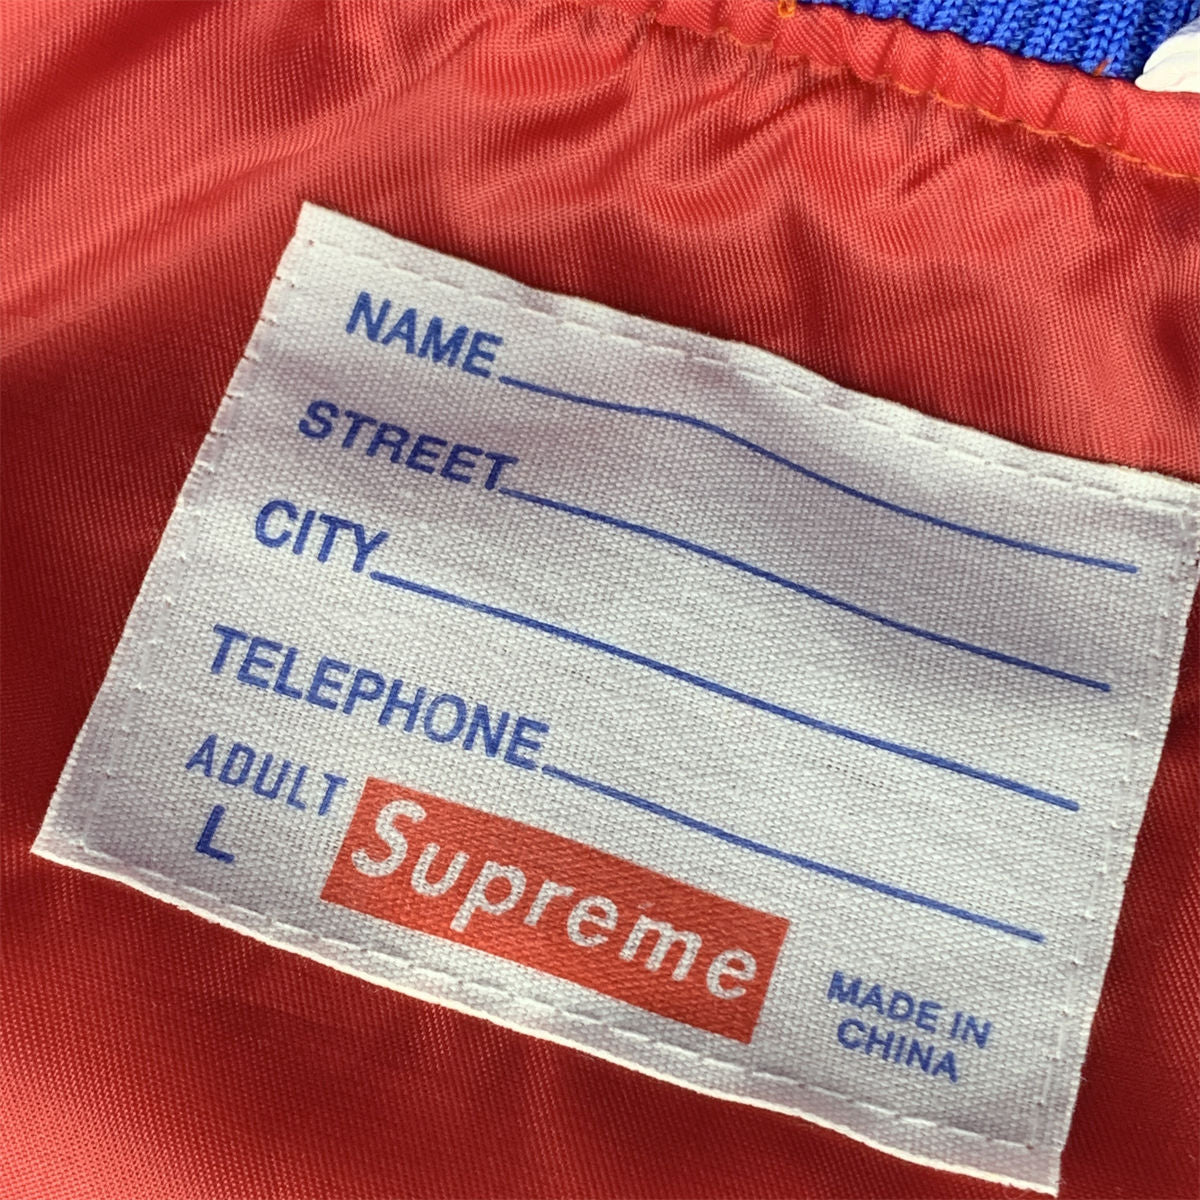 NAME
STREET
CITY
TELEPHONE
ADULT
L
Supreme
MADE IN
CHINA